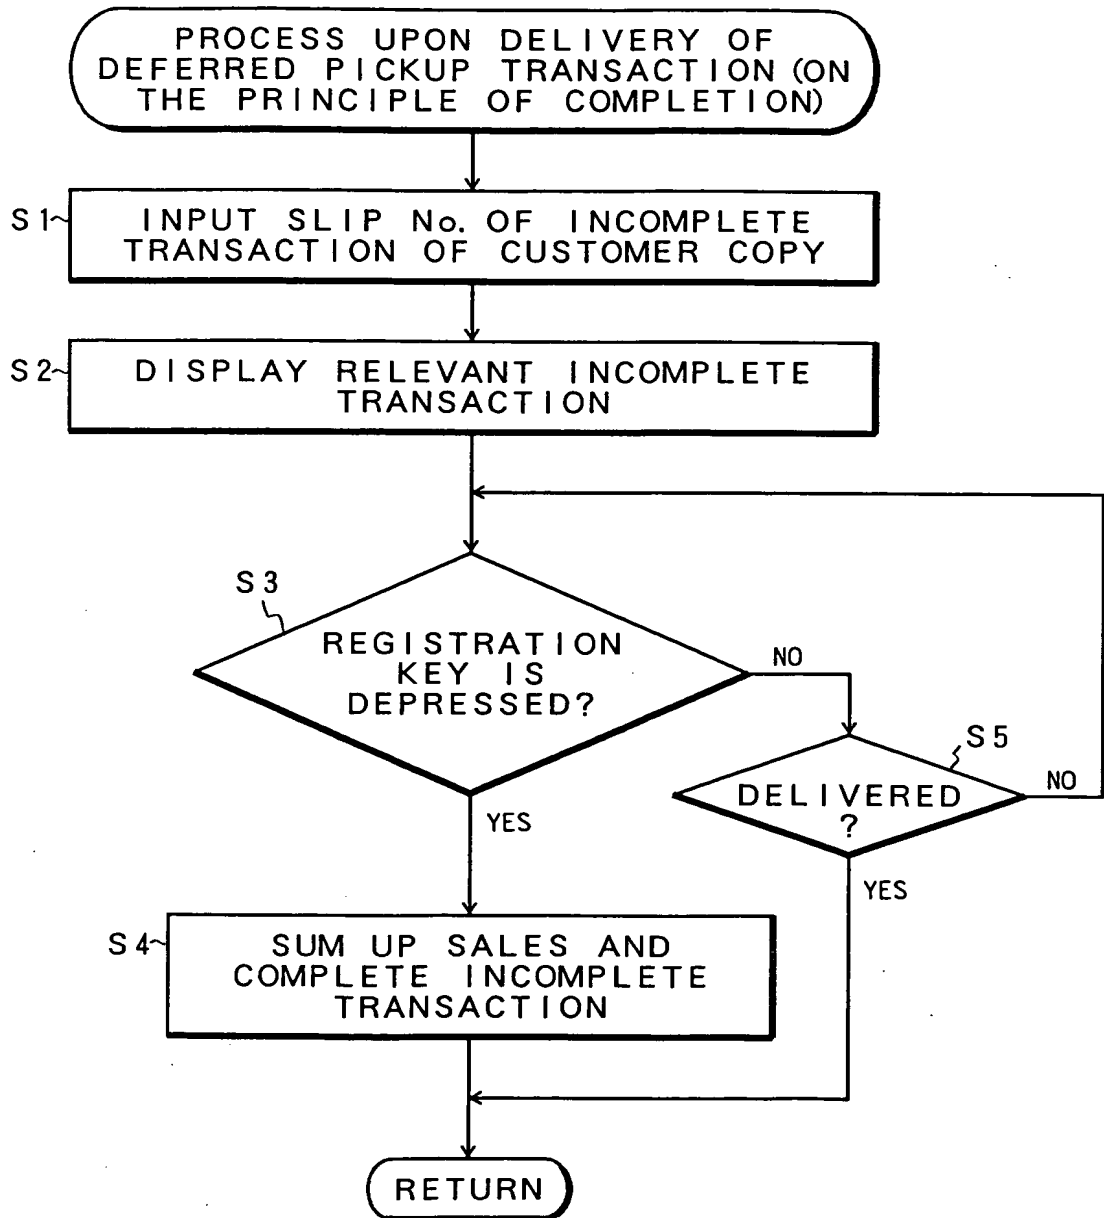 PROCESS UPON DELIVERY OF
DEFERRED PICKUP TRANSACTION (ON
THE PRINCIPLE OF COMPLETION)
S1
INPUT SLIP No. OF INCOMPLETE
TRANSACTION OF CUSTOMER COPY
S2
DISPLAY RELEVANT INCOMPLETE
TRANSACTION
S3
REGISTRATION
KEY IS
DEPRESSED?
NO
YES
S5
DELIVERED
?
NO
YES
S4
SUM UP SALES AND
COMPLETE INCOMPLETE
TRANSACTION
RETURN